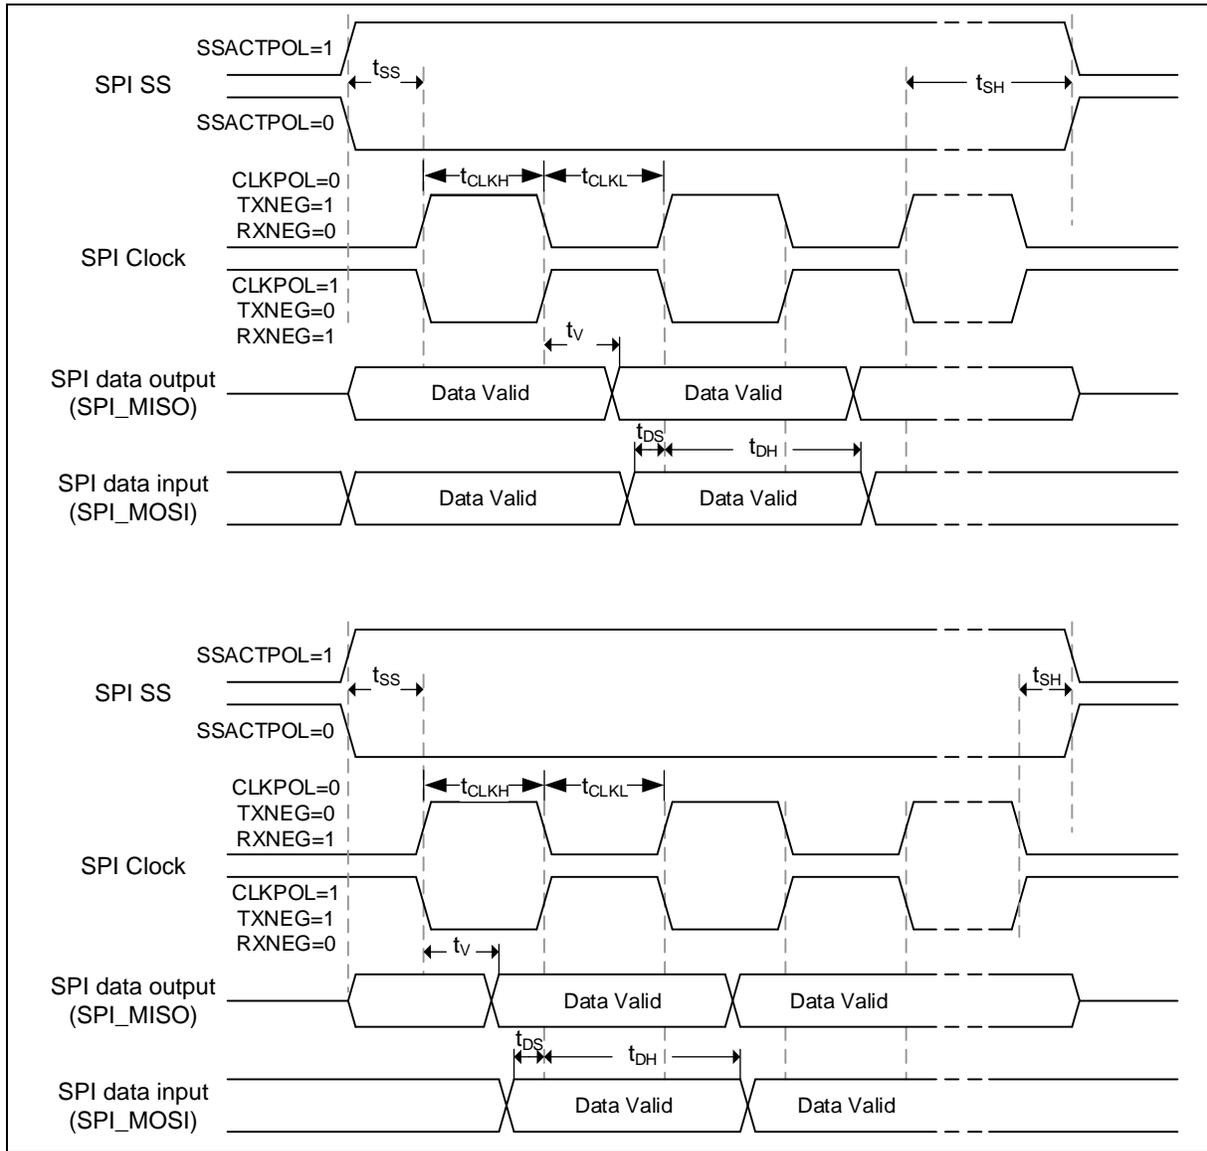 SSACTPOL=1
tSS
tSH
SPI SS
SSACTPOL=0
CLKPOL=0
TXNEG=1
RXNEG=0
tCLKH
tCLKL
SPI Clock
CLKPOL=1
TXNEG=0
RXNEG=1
tV
SPI data output
(SPI_MISO)
Data Valid
Data Valid
tDS
tDH
SPI data input
(SPI_MOSI)
Data Valid
Data Valid
SSACTPOL=1
tSS
tSH
SPI SS
SSACTPOL=0
CLKPOL=0
TXNEG=0
RXNEG=1
tCLKH
tCLKL
SPI Clock
CLKPOL=1
TXNEG=1
RXNEG=0
tV
SPI data output
(SPI_MISO)
Data Valid
Data Valid
tDS
tDH
SPI data input
(SPI_MOSI)
Data Valid
Data Valid